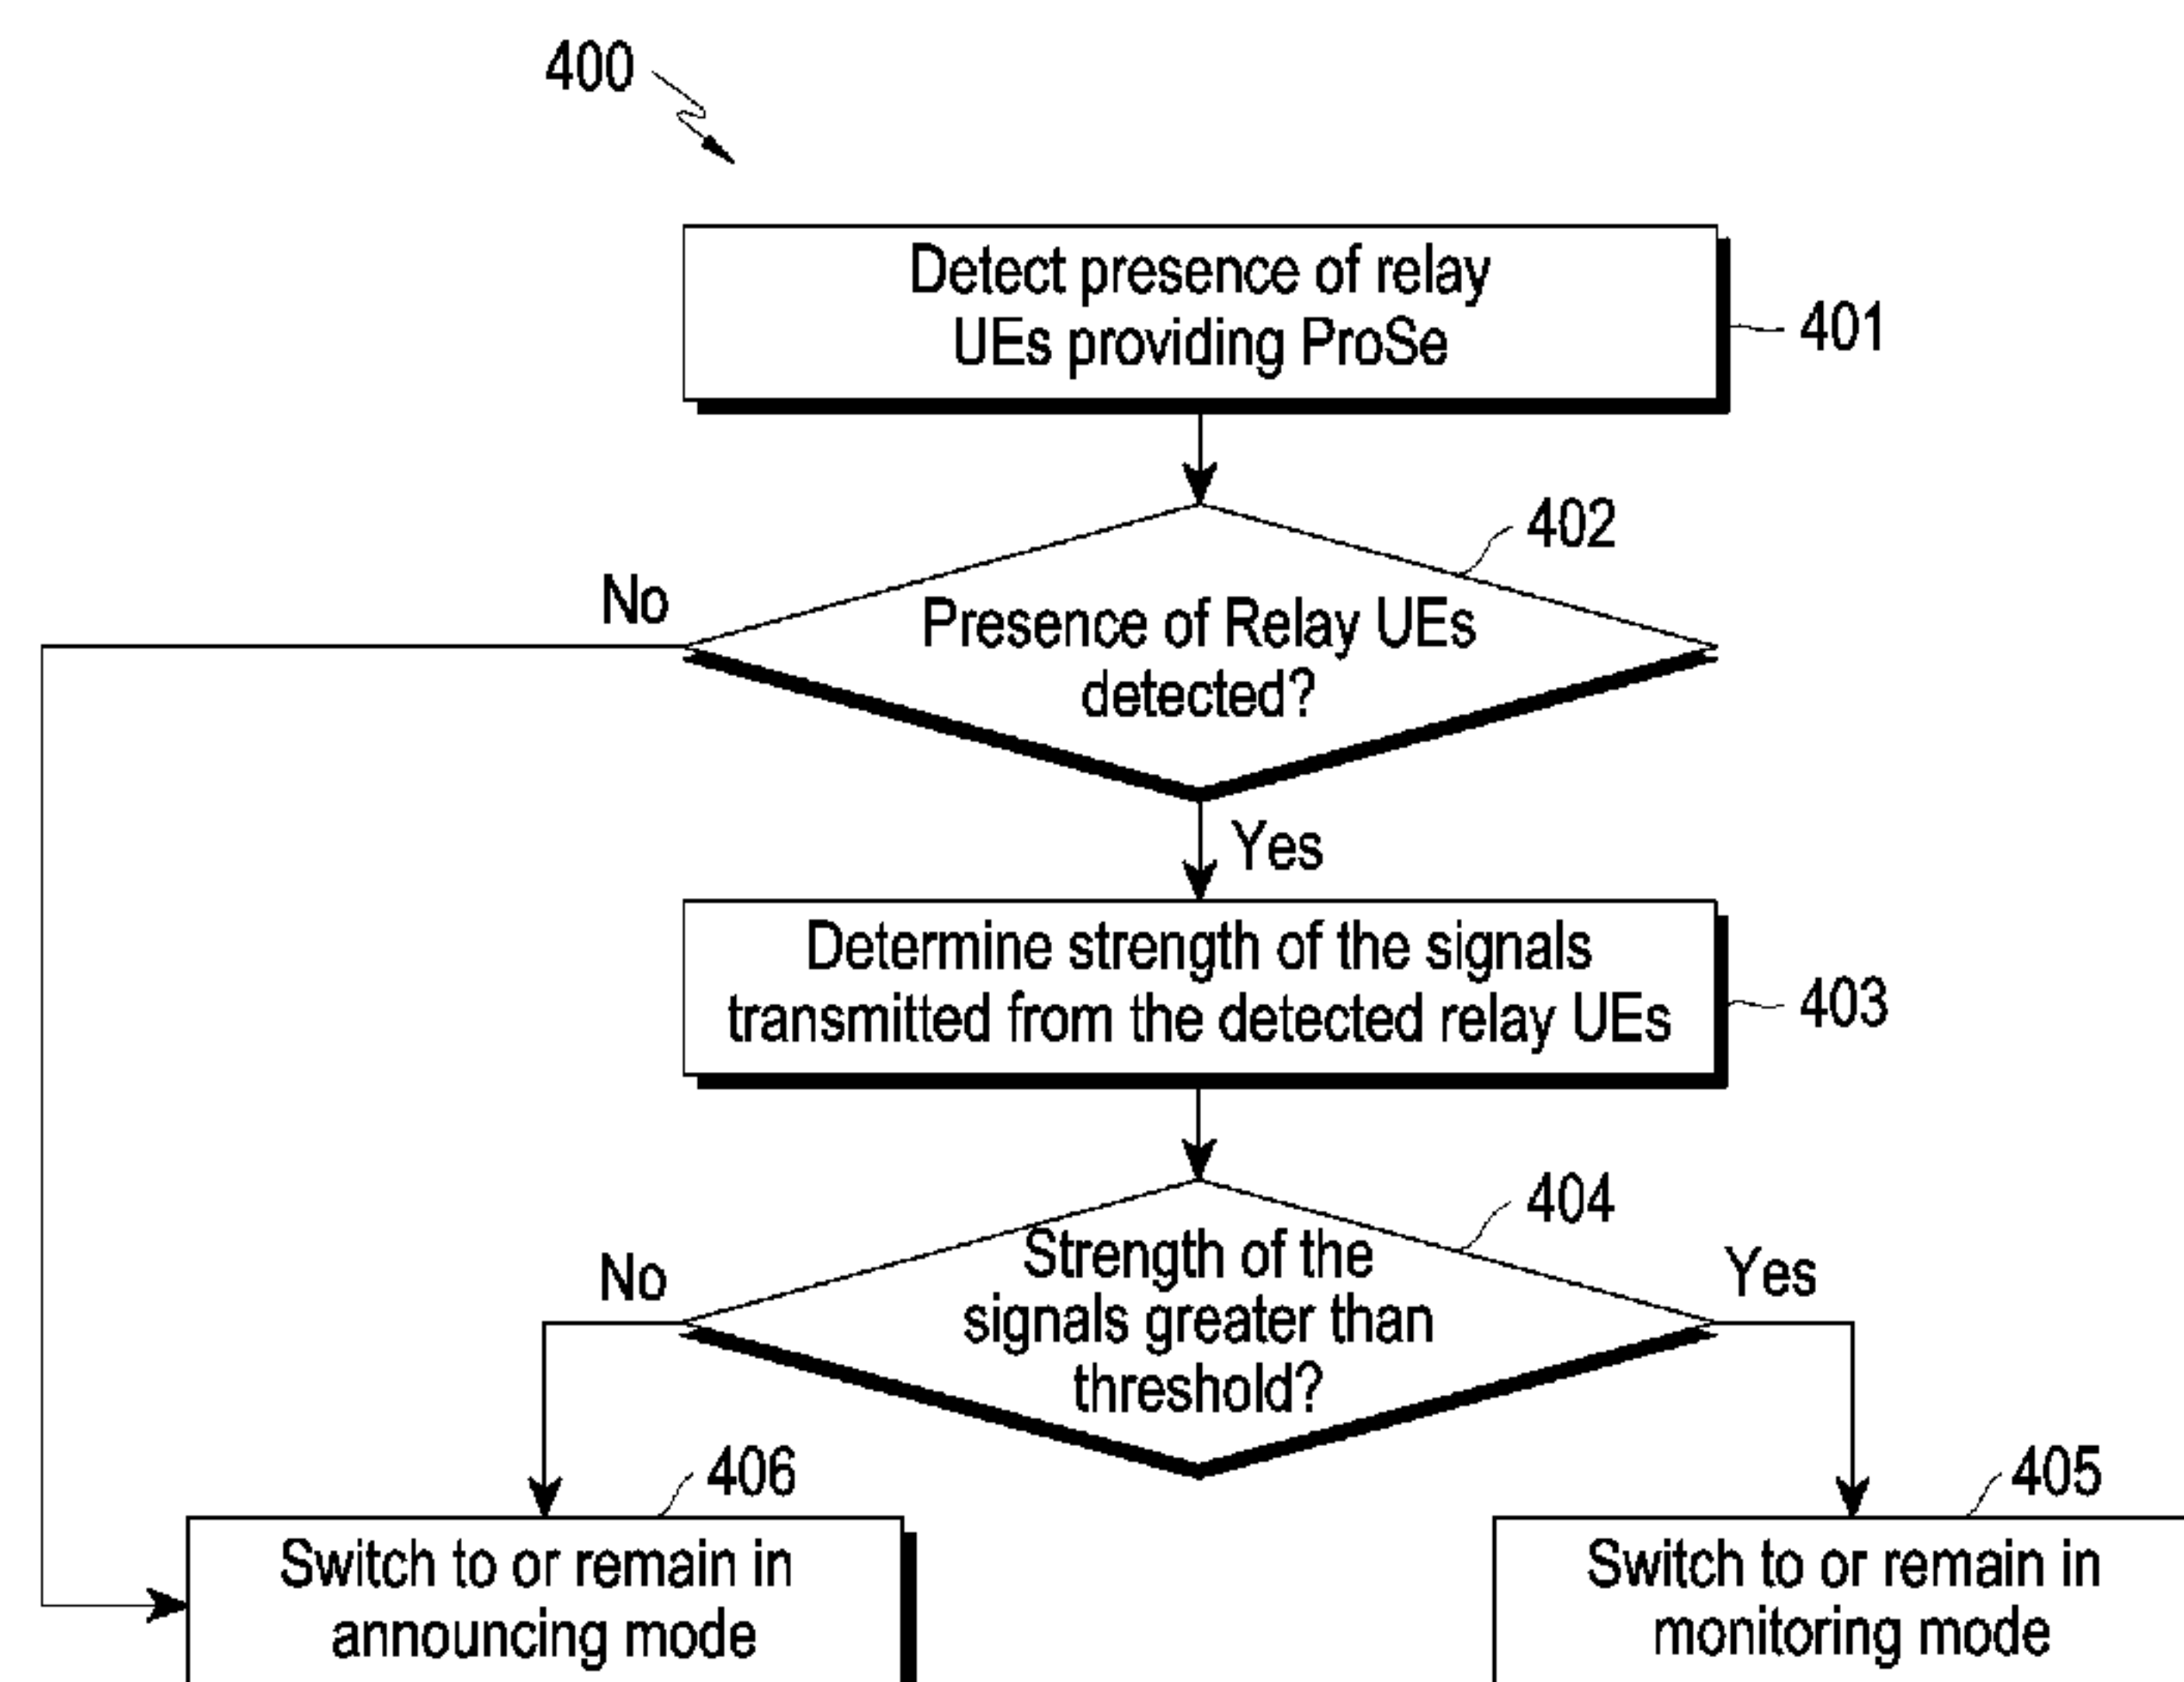 400
Detect presence of relay
UEs providing ProSe
401
402
No
Presence of Relay UEs
detected?
Yes
Determine strength of the signals
transmitted from the detected relay UEs
403
404
No
Strength of the
signals greater than
threshold?
Yes
406
405
Switch to or remain in
announcing mode
Switch to or remain in
monitoring mode